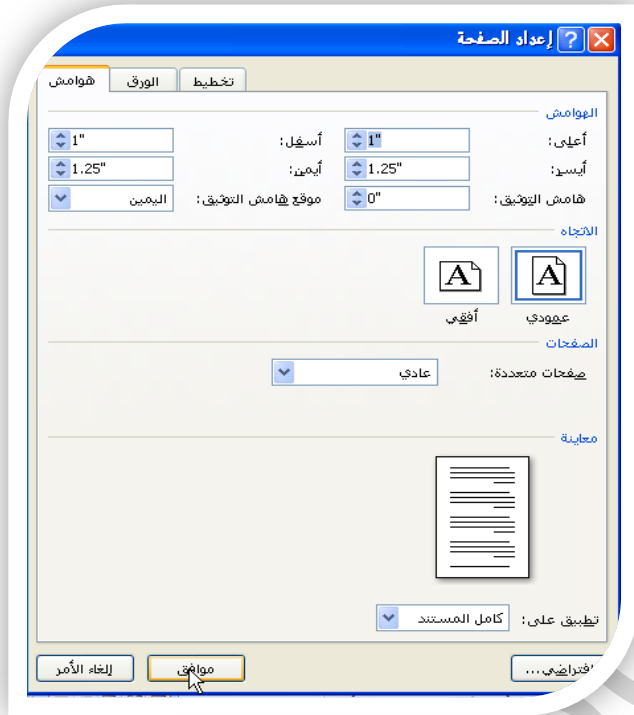 إعداد الصفحة
هوامش الورق تخطيط
الهوامش
أعلى: 1" أسفل: 1"
أيسر: 1.25" أيمن: 1.25"
هامش التوثيق: 0" موقع هامش التوثيق: اليمين
الاتجاه
A A
عمودي أفقي
الصفحات
صفحات متعددة: عادي
معاينة
تطبيق على: كامل المستند
افتراضي... موافق إلغاء الأمر